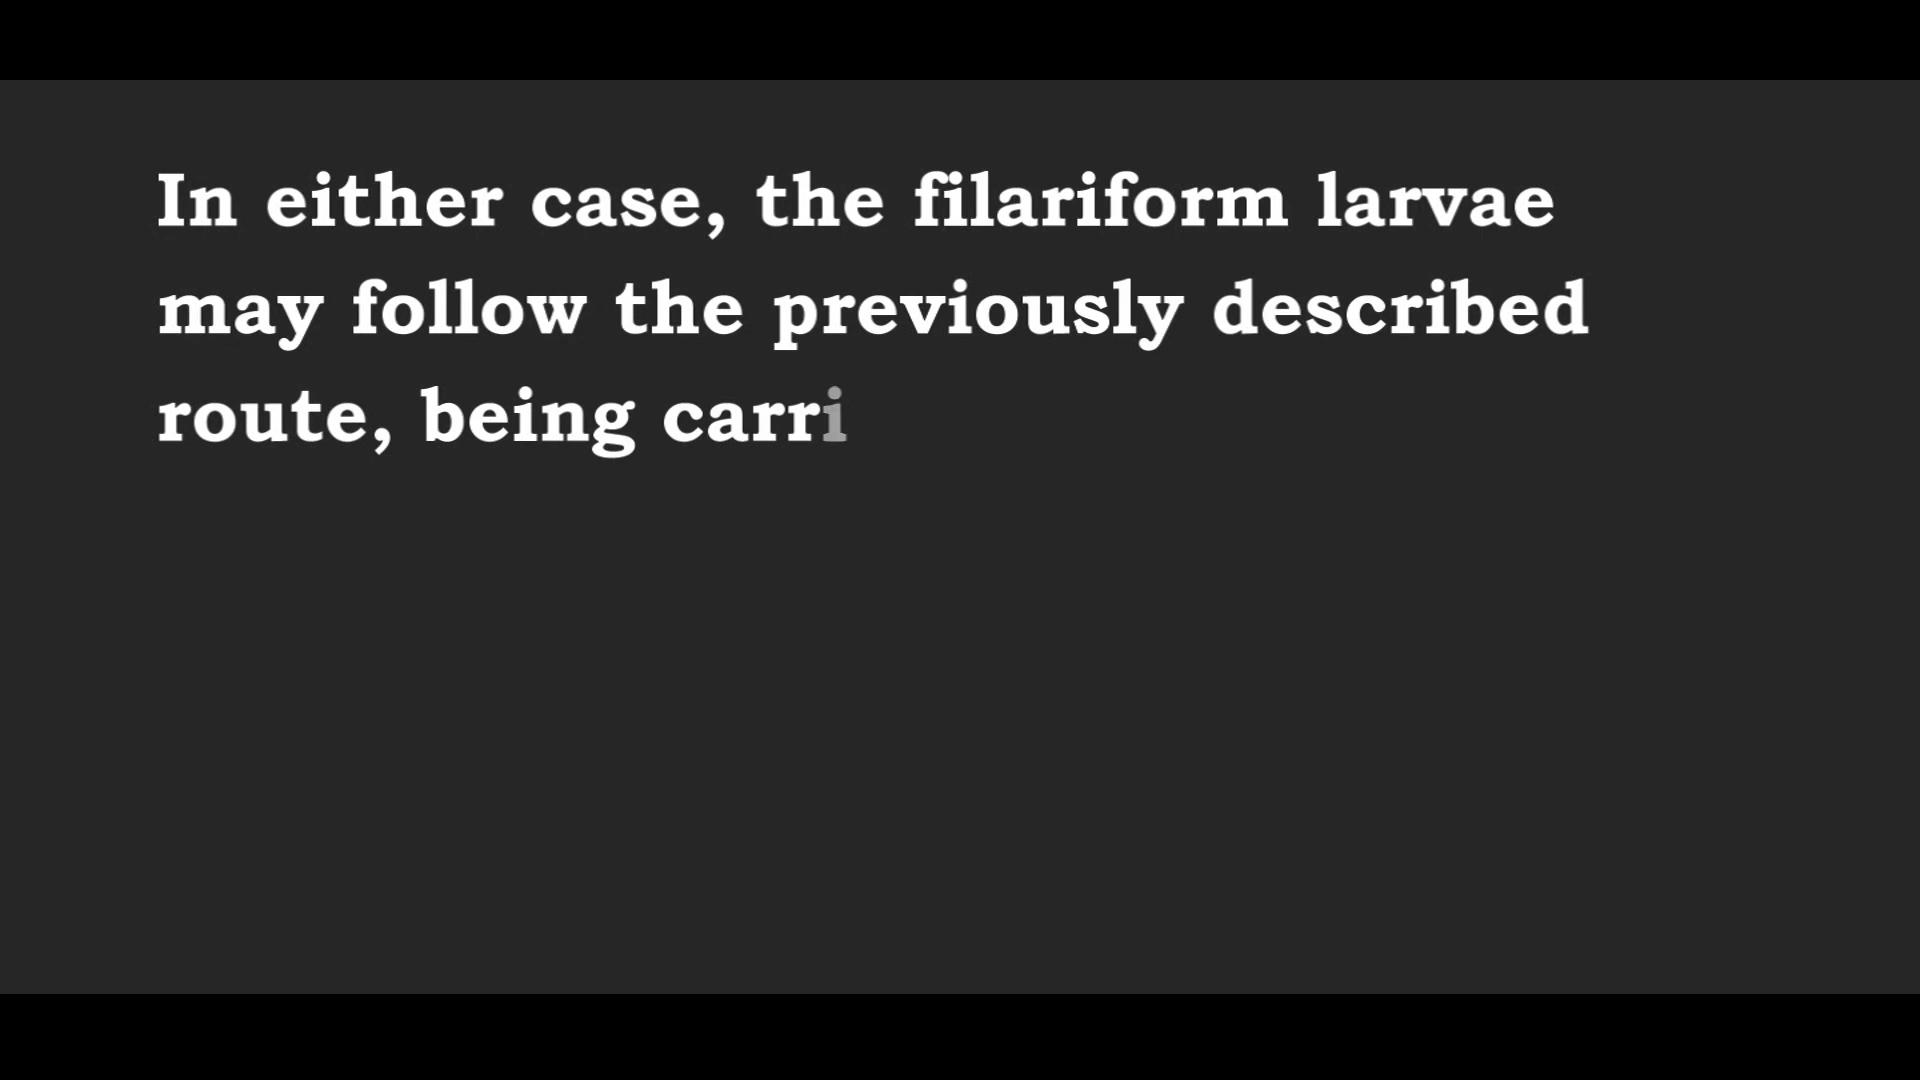 In either case, the filariform larvae
may follow the previously described
route, being carri